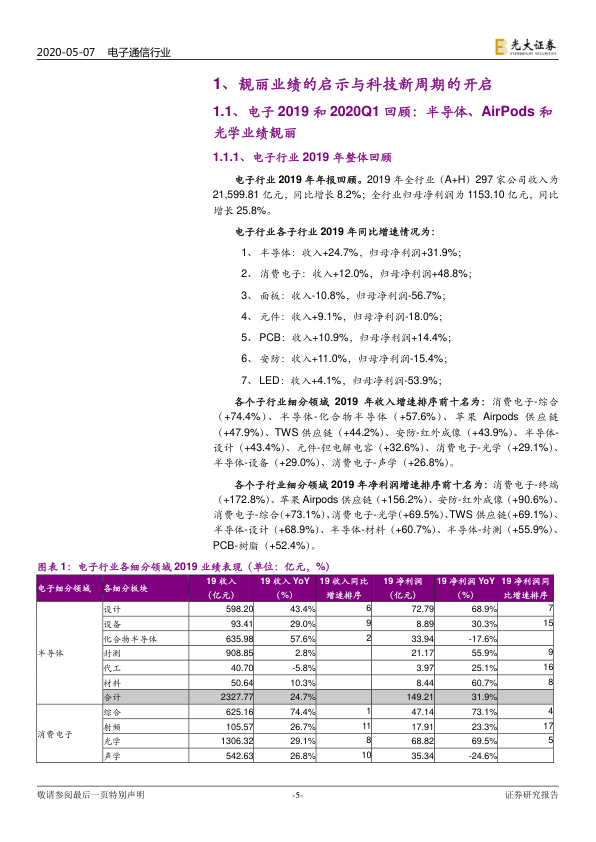 2020-05-07 电子通信行业
光大证券
EVERBRIGHT SECURITIES
1、靓丽业绩的启示与科技新周期的开启
1.1、电子 2019 和 2020Q1 回顾：半导体、AirPods 和
光学业绩靓丽
1.1.1、电子行业 2019 年整体回顾
电子行业 2019 年年报回顾。2019 年全行业（A+H）297 家公司收入为
21,599.81 亿元，同比增长 8.2%；全行业归母净利润为 1153.10 亿元，同比
增长 25.8%。
电子行业各子行业 2019 年同比增速情况为：
1、 半导体：收入+24.7%，归母净利润+31.9%；
2、 消费电子：收入+12.0%，归母净利润+48.8%；
3、 面板：收入-10.8%，归母净利润-56.7%；
4、 元件：收入+9.1%，归母净利润-18.0%；
5、 PCB：收入+10.9%，归母净利润+14.4%；
6、 安防：收入+11.0%，归母净利润-15.4%；
7、 LED：收入+4.1%，归母净利润-53.9%；
各个子行业细分领域 2019 年收入增速排序前十名为：消费电子-综合
（+74.4%）、半导体-化合物半导体（+57.6%）、苹果 Airpods 供应链
（+47.9%）、TWS 供应链（+44.2%）、安防-红外成像（+43.9%）、半导体-
设计（+43.4%）、元件-钽电解电容（+32.6%）、消费电子-光学（+29.1%）、
半导体-设备（+29.0%）、消费电子-声学（+26.8%）。
各个子行业细分领域 2019 年净利润增速排序前十名为：消费电子-终端
（+172.8%）、苹果 Airpods 供应链（+156.2%）、安防-红外成像（+90.6%）、
消费电子-综合（+73.1%）、消费电子-光学（+69.5%）、TWS 供应链（+69.1%）、
半导体-设计（+68.9%）、半导体-材料（+60.7%）、半导体-封测（+55.9%）、
PCB-树脂（+52.4%）。
图表 1：电子行业各细分领域 2019 业绩表现（单位：亿元，%）
电子细分领域 各细分板块 19 收入（亿元） 19 收入 YoY（%） 19 收入同比增速排序 19 净利润（亿元） 19 净利润 YoY（%） 19 净利润同比增速排序
半导体 设计 598.20 43.4% 6 72.79 68.9% 7
设备 93.41 29.0% 9 8.89 30.3% 15
化合物半导体 635.98 57.6% 2 33.94 -17.6%
封测 908.85 2.8% 21.17 55.9% 9
代工 40.70 -5.8% 3.97 25.1% 16
材料 50.64 10.3% 8.44 60.7% 8
合计 2327.77 24.7% 149.21 31.9%
消费电子 综合 625.16 74.4% 1 47.14 73.1% 4
射频 105.57 26.7% 11 17.91 23.3% 17
光学 1306.32 29.1% 8 68.82 69.5% 5
声学 542.63 26.8% 10 35.34 -24.6%
敬请参阅最后一页特别声明 -5- 证券研究报告